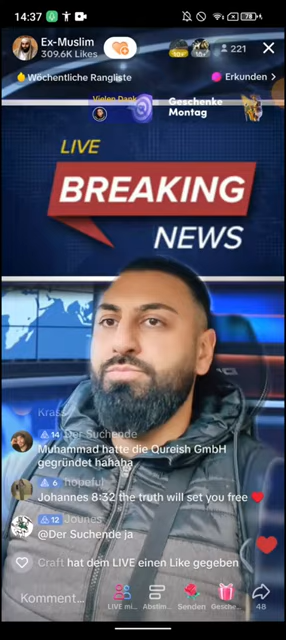 14:37
78
Ex-Muslim
309.6K Likes
221
Wöchentliche Rangliste
Erkunden >
Vielen Dank
Geschenke
Montag
LIVE
BREAKING
NEWS
Krass
14 Der Suchende
Muhammad hatte die Qureish GmbH
gegründet hahaha
6 hopeful
Johannes 8:32 the truth will set you free
12 Jounes
@Der Suchende ja
Craft hat dem LIVE einen Like gegeben
Komment...
LIVE mi...
Abstim...
Senden
Gesche...
48